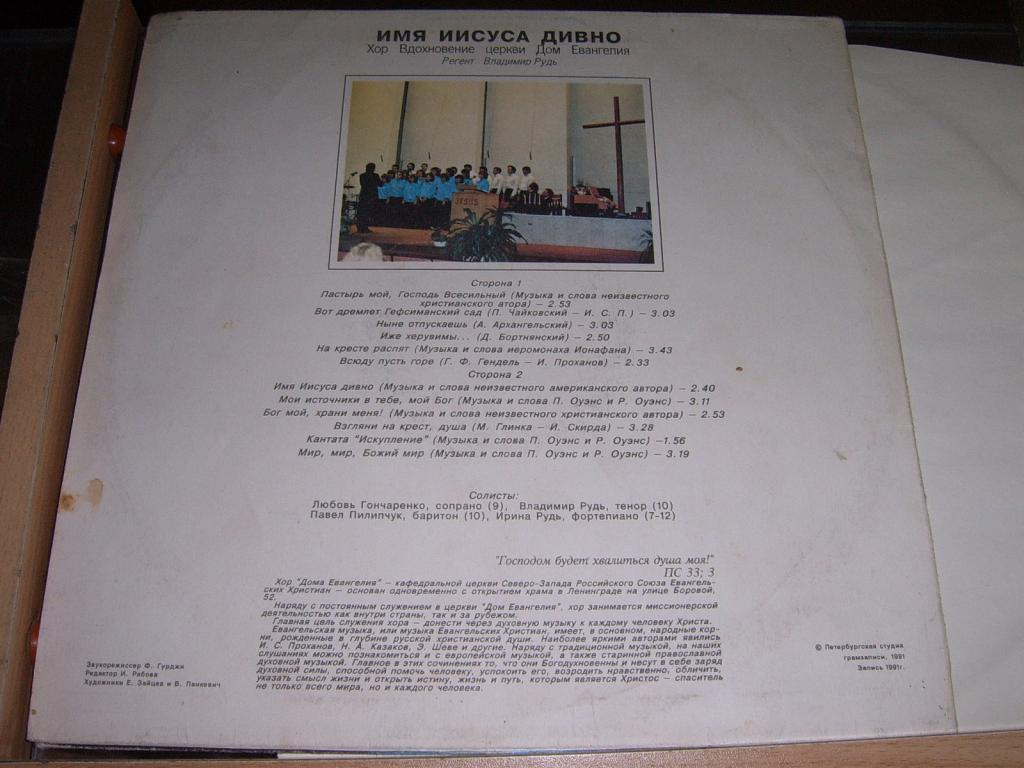 ИМЯ ИИСУСА ДИВНО
Хор Вдохновение церкви Дом Евангелия
Регент Владимир Рудь
JESUS
Сторона 1
Пастырь мой, Господь Всесильный (Музыка и слова неизвестного
христианского атора) — 2.53
Вот дремлет Гефсиманский сад (П. Чайковский — И. С. П.) — 3.03
Ныне отпускаешь (А. Архангельский) — 3.03
Иже херувимы... (Д. Бортнянский) — 2.50
На кресте распят (Музыка и слова иеромонаха Ионафана) — 3.43
Всюду пусть горе (Г. Ф. Гендель — И. Проханов) — 2.33
Сторона 2
Имя Иисуса дивно (Музыка и слова неизвестного американского автора) — 2.40
Мои источники в тебе, мой Бог (Музыка и слова П. Оуэнс и Р. Оуэнс) — 3.11
Бог мой, храни меня! (Музыка и слова неизвестного христианского автора) — 2.53
Взгляни на крест, душа (М. Глинка — И. Скирда) — 3.28
Кантата "Искупление" (Музыка и слова П. Оуэнс и Р. Оуэнс) —1.56
Мир, мир, Божий мир (Музыка и слова П. Оуэнс и Р. Оуэнс) — 3.19
Солисты:
Любовь Гончаренко, сопрано (9), Владимир Рудь, тенор (10)
Павел Пилипчук, баритон (10), Ирина Рудь, фортепиано (7-12)
"Господом будет хвалиться душа моя!"
ПС 33; 3
Хор "Дома Евангелия" — кафедральной церкви Северо-Запада Российского Союза Евангель-
ских Христиан — основан одновременно с открытием храма в Ленинграде на улице Боровой,
52.
Наряду с постоянным служением в церкви "Дом Евангелия", хор занимается миссионерской
деятельностью как внутри страны, так и за рубежом.
Главная цель служения хора — донести через духовную музыку к каждому человеку Христа.
Евангельская музыка, или музыка Евангельских Христиан, имеет, в основном, народные кор-
ни, рожденные в глубине русской христианской души. Наиболее яркими авторами явились
И. С. Проханов, Н. А. Казаков, Э. Шеве и другие. Наряду с традиционной музыкой, на наших
слушаниях можно познакомиться и с европейской музыкой, а также старинной православной
духовной музыкой. Главное в этих сочинениях то, что они Богодухновенны и несут в себе заряд
духовной силы, способной помочь человеку, успокоить его, возродить нравственно, обличить,
указать смысл жизни и открыть истину, жизнь и путь, которым является Христос — спаситель
не только всего мира, но и каждого человека.
Звукорежиссер Ф. Гурджи
Редактор И. Рябова
Художники Е. Зайцев и В. Панкевич
© Петербургская студия
грамзаписи, 1991
Запись 1991г.